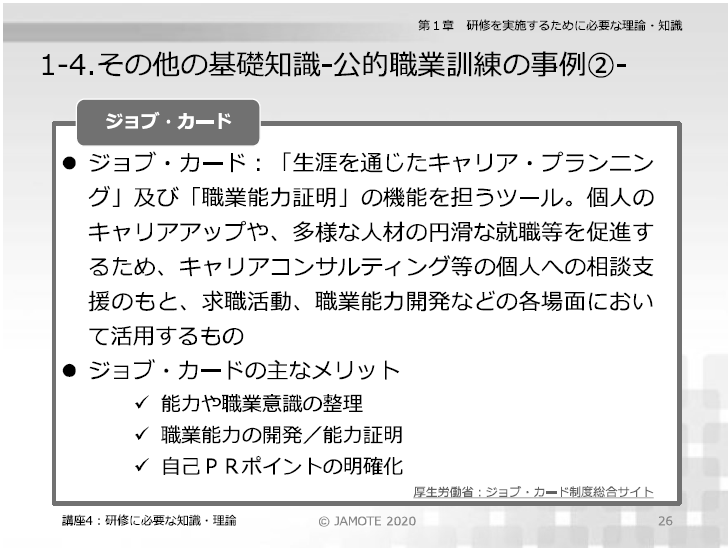 第１章　研修を実施するために必要な理論・知識
1-4.その他の基礎知識-公的職業訓練の事例②-
ジョブ・カード
● ジョブ・カード：「生涯を通じたキャリア・プランニン
グ」及び「職業能力証明」の機能を担うツール。個人の
キャリアアップや、多様な人材の円滑な就職等を促進す
るため、キャリアコンサルティング等の個人への相談支
援のもと、求職活動、職業能力開発などの各場面におい
て活用するもの
● ジョブ・カードの主なメリット
✓ 能力や職業意識の整理
✓ 職業能力の開発／能力証明
✓ 自己ＰＲポイントの明確化
厚生労働省：ジョブ・カード制度総合サイト
講座4：研修に必要な知識・理論
© JAMOTE 2020
26